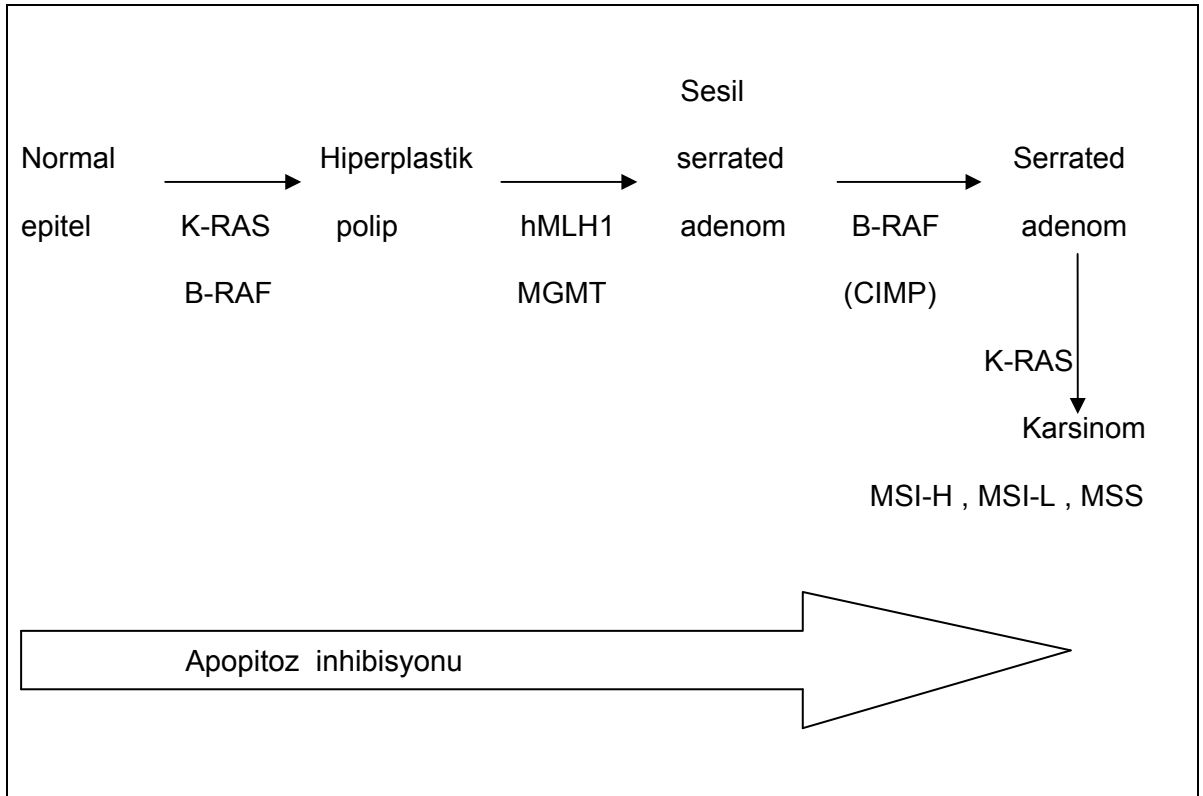 Sesil
Normal Hiperplastik serrated Serrated
epitel K-RAS polip hMLH1 adenom B-RAF adenom
B-RAF MGMT (CIMP)
K-RAS
Karsinom
MSI-H , MSI-L , MSS
Apopitoz inhibisyonu